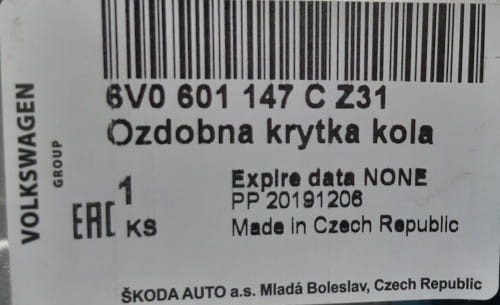 VOLKSWAGEN
GROUP
6V0 601 147 C Z31
Ozdobna krytka kola
1
KS
EAC
Expire data NONE
PP 20191206
Made in Czech Republic
ŠKODA AUTO a.s. Mladá Boleslav, Czech Republic